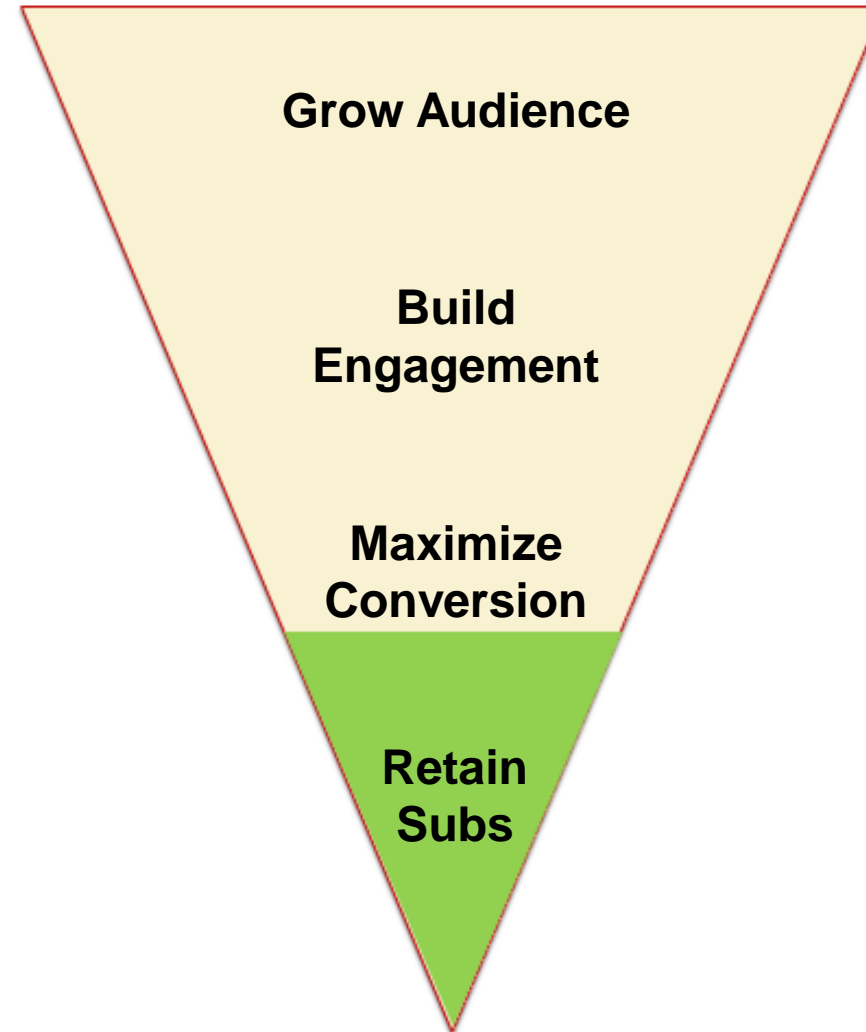 Grow Audience
Build
Engagement
Maximize
Conversion
Retain
Subs